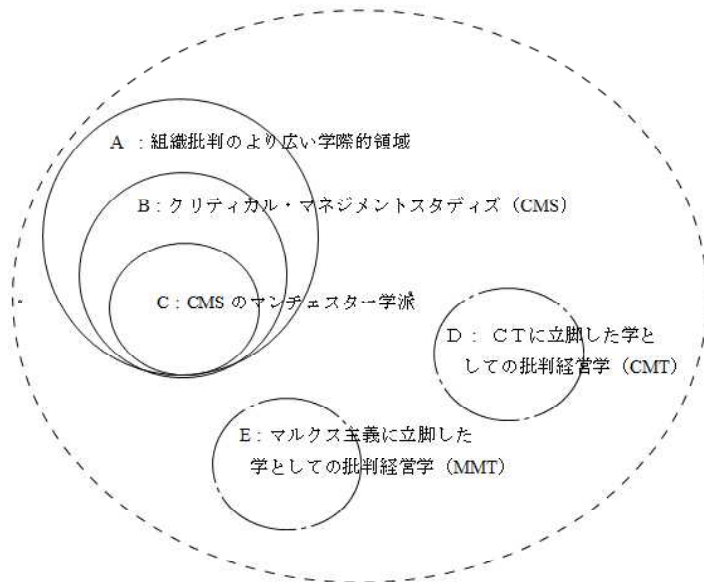 A ：組織批判のより広い学際的領域
B：クリティカル・マネジメントスタディズ（CMS）
C：CMS のマンチェスター学派
D： ＣＴに立脚した学と
しての批判経営学（CMT）
E：マルクス主義に立脚した
学としての批判経営学（MMT）